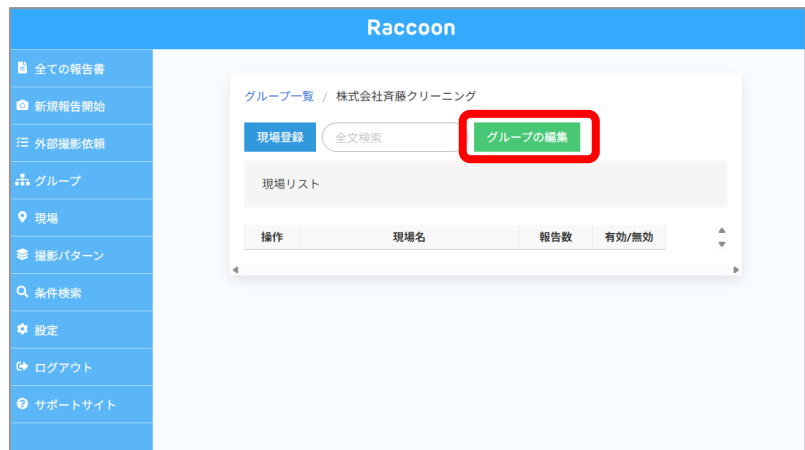 Raccoon
全ての報告書
新規報告開始
外部撮影依頼
グループ
現場
撮影パターン
条件検索
設定
ログアウト
サポートサイト
グループ一覧 / 株式会社斉藤クリーニング
現場登録 全文検索 グループの編集
現場リスト
操作 現場名 報告数 有効/無効